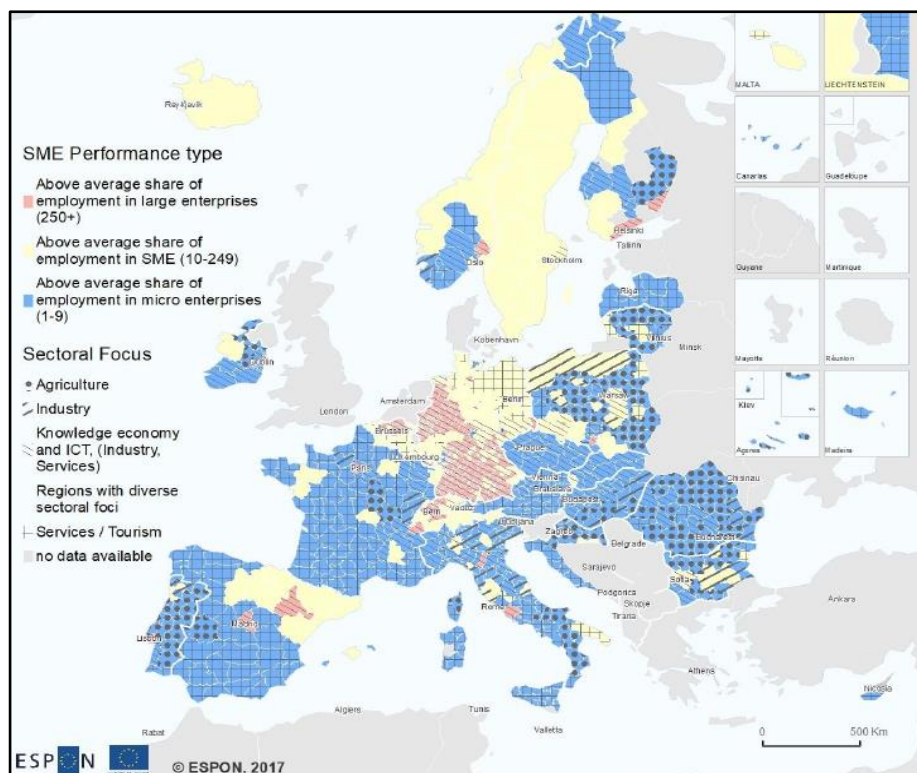 Reykjavik
SME Performance type
Above average share of
employment in large enterprises
(250+)
Above average share of
employment in SME (10-249)
Above average share of
employment in micro enterprises
(1-9)
Sectoral Focus
Agriculture
Industry
Knowledge economy
and ICT, (Industry,
Services)
Regions with diverse
sectoral foci
Services / Tourism
no data available
MALTA
LIECHTENSTEIN
Canarias
Guadeloupe
Guyane
Martinique
Mayotte
Réunion
Kiev
Madeira
Oslo
Helsinki
Tallinn
Stockholm
Riga
Vilnius
Minsk
København
Dublin
London
Amsterdam
Berlin
Warsaw
Brussels
Luxembourg
Prague
Paris
Vienna
Bratislava
Budapest
Chisinau
Bern
Vaduz
Ljubljana
Zagreb
Belgrade
Bucharest
Sarajevo
Sofia
Podgorica
Skopje
Tirana
Rome
Madrid
Lisbon
Ankara
Athens
Nicosia
Algiers
Tunis
Rabat
Valletta
0 500 Km
ESPON
© ESPON, 2017